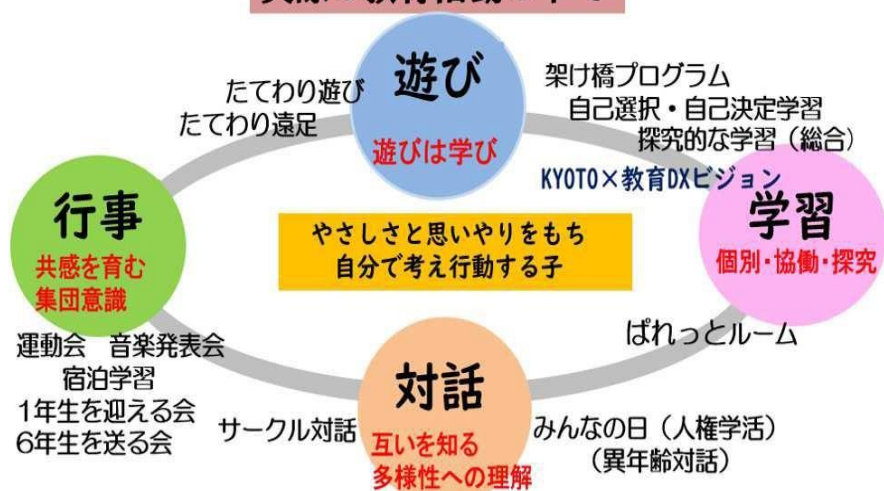 遊び
遊びは学び
たてわり遊び
たてわり遠足
架け橋プログラム
自己選択・自己決定学習
探究的な学習（総合）
KYOTO×教育DXビジョン
行事
共感を育む
集団意識
やさしさと思いやりをもち
自分で考え行動する子
学習
個別・協働・探究
運動会　音楽発表会
宿泊学習
1年生を迎える会
6年生を送る会
ぱれっとルーム
対話
互いを知る
多様性への理解
サークル対話
みんなの日（人権学活）
（異年齢対話）